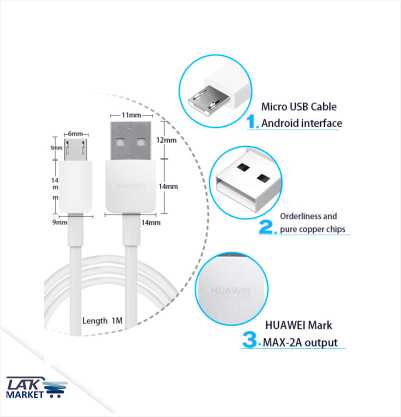 11mm
6mm
12mm
5mm
14mm
14mm
HUAWEI
9mm
14mm
Length 1M
Micro USB Cable
1. Android interface
Orderliness and
2. pure copper chips
HUAWEI
HUAWEI Mark
3. MAX-2A output
LAK
MARKET